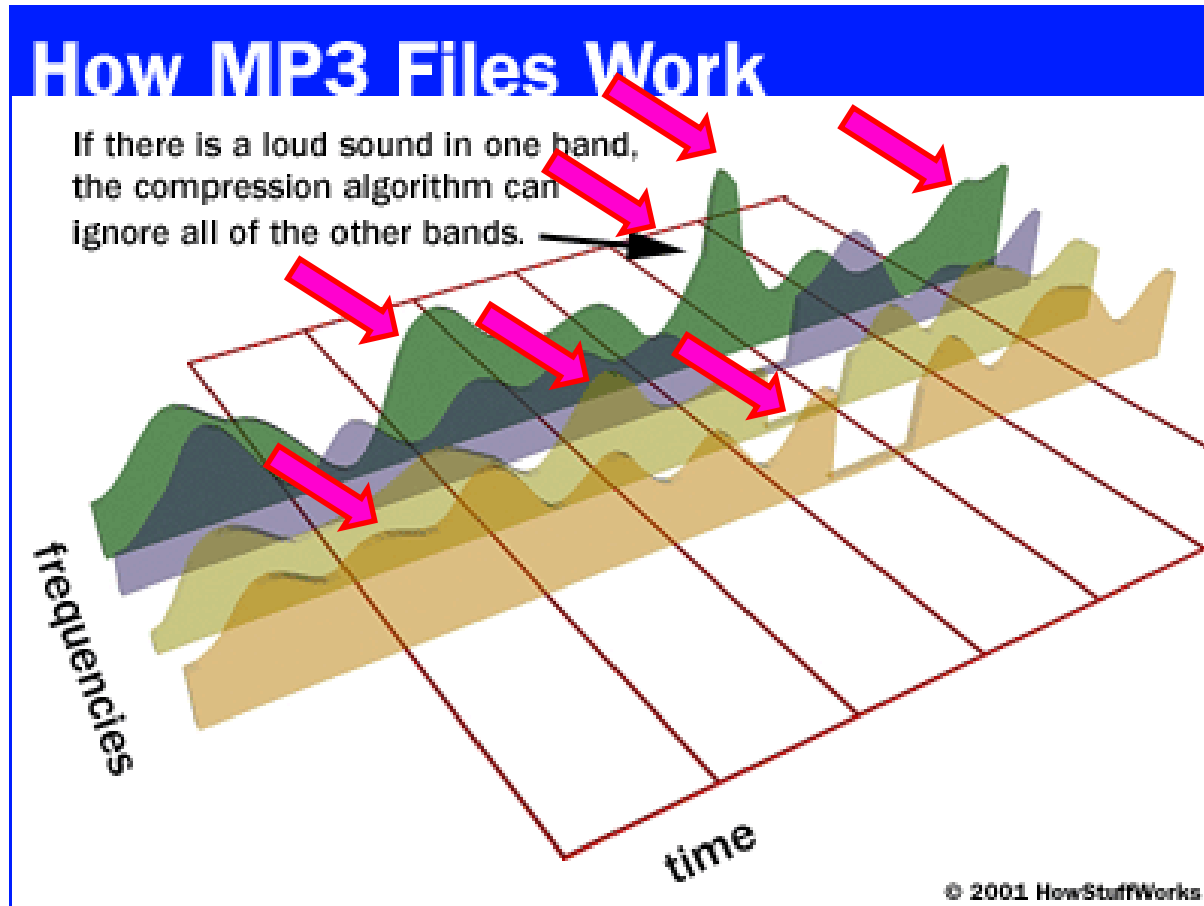 How MP3 Files Work
If there is a loud sound in one band,
the compression algorithm can
ignore all of the other bands.
frequencies
time
© 2001 HowStuffWorks